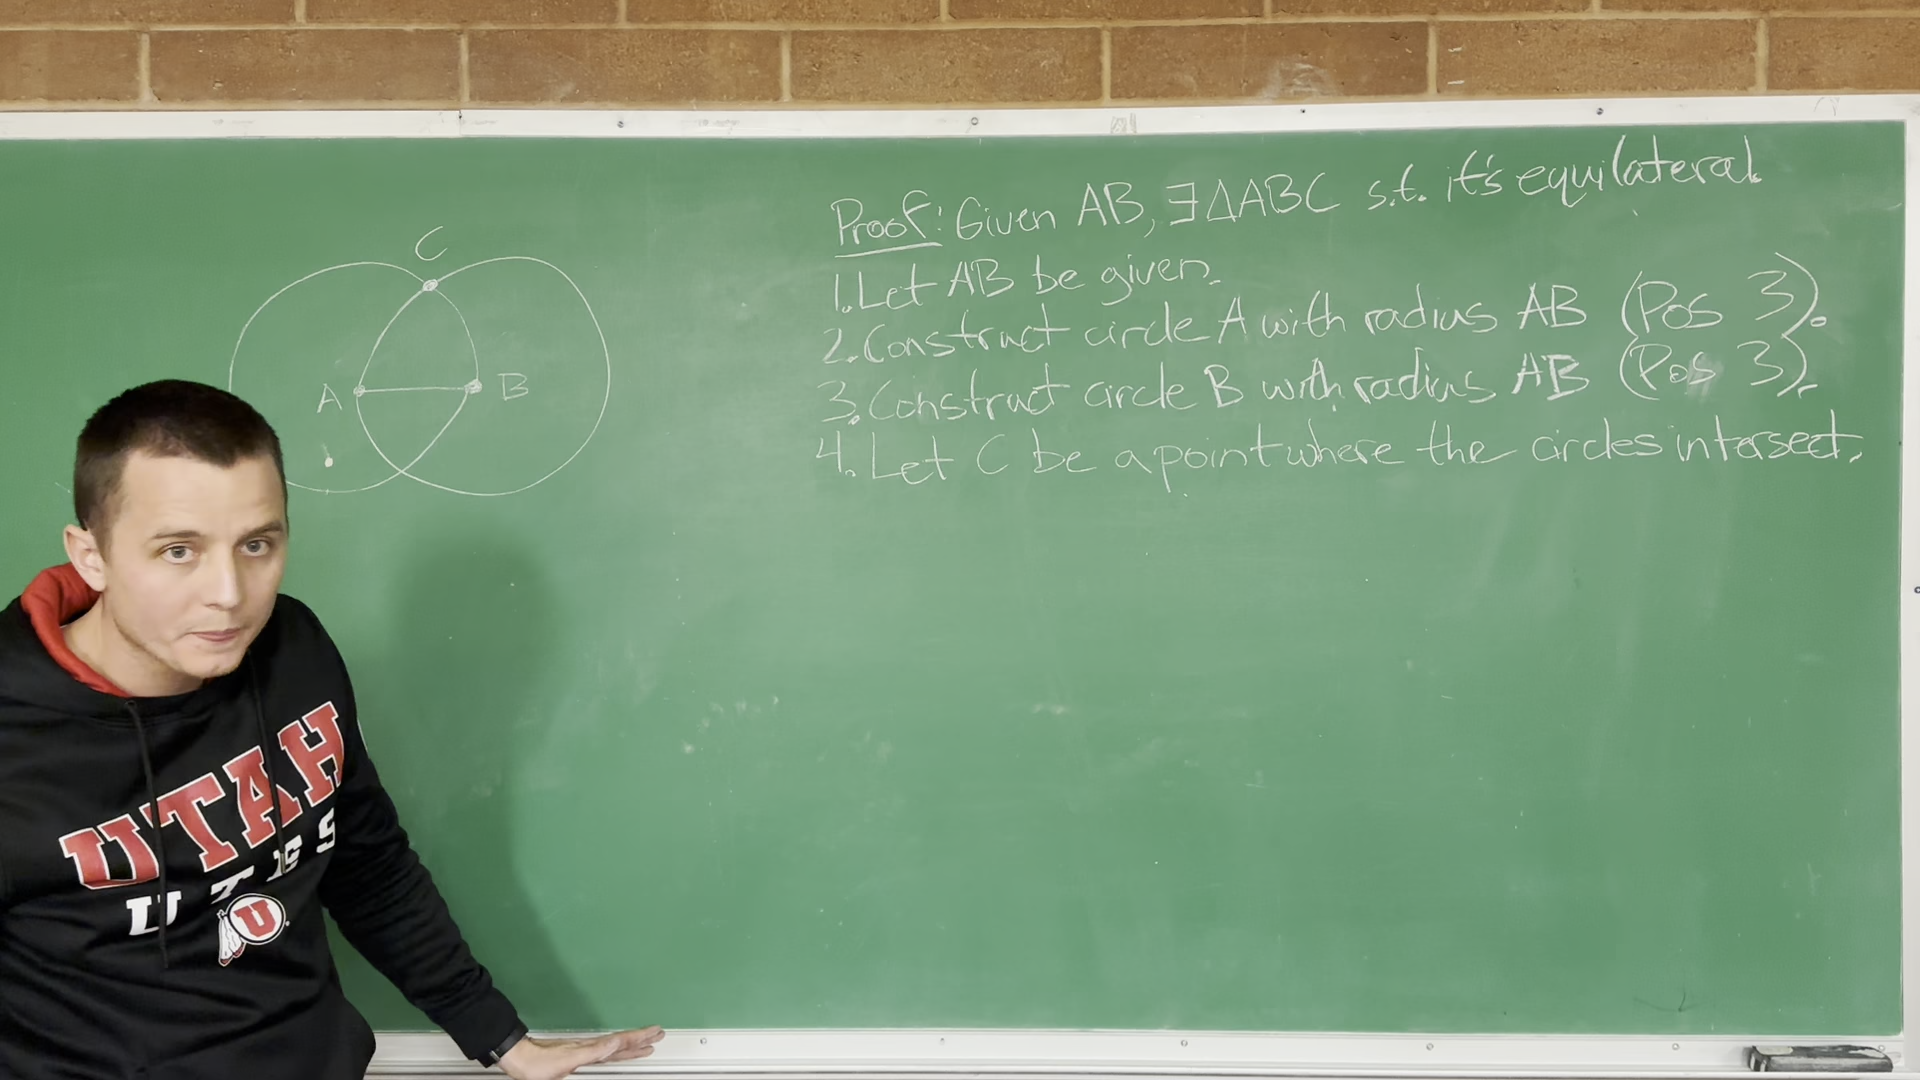 C
A
B
Proof: Given AB, ∃ΔABC s.t. it's equilateral.
1. Let AB be given.
2. Construct circle A with radius AB (Pos 3).
3. Construct circle B with radius AB (Pos 3).
4. Let C be a point where the circles intersect.
UTAH
UTES
U